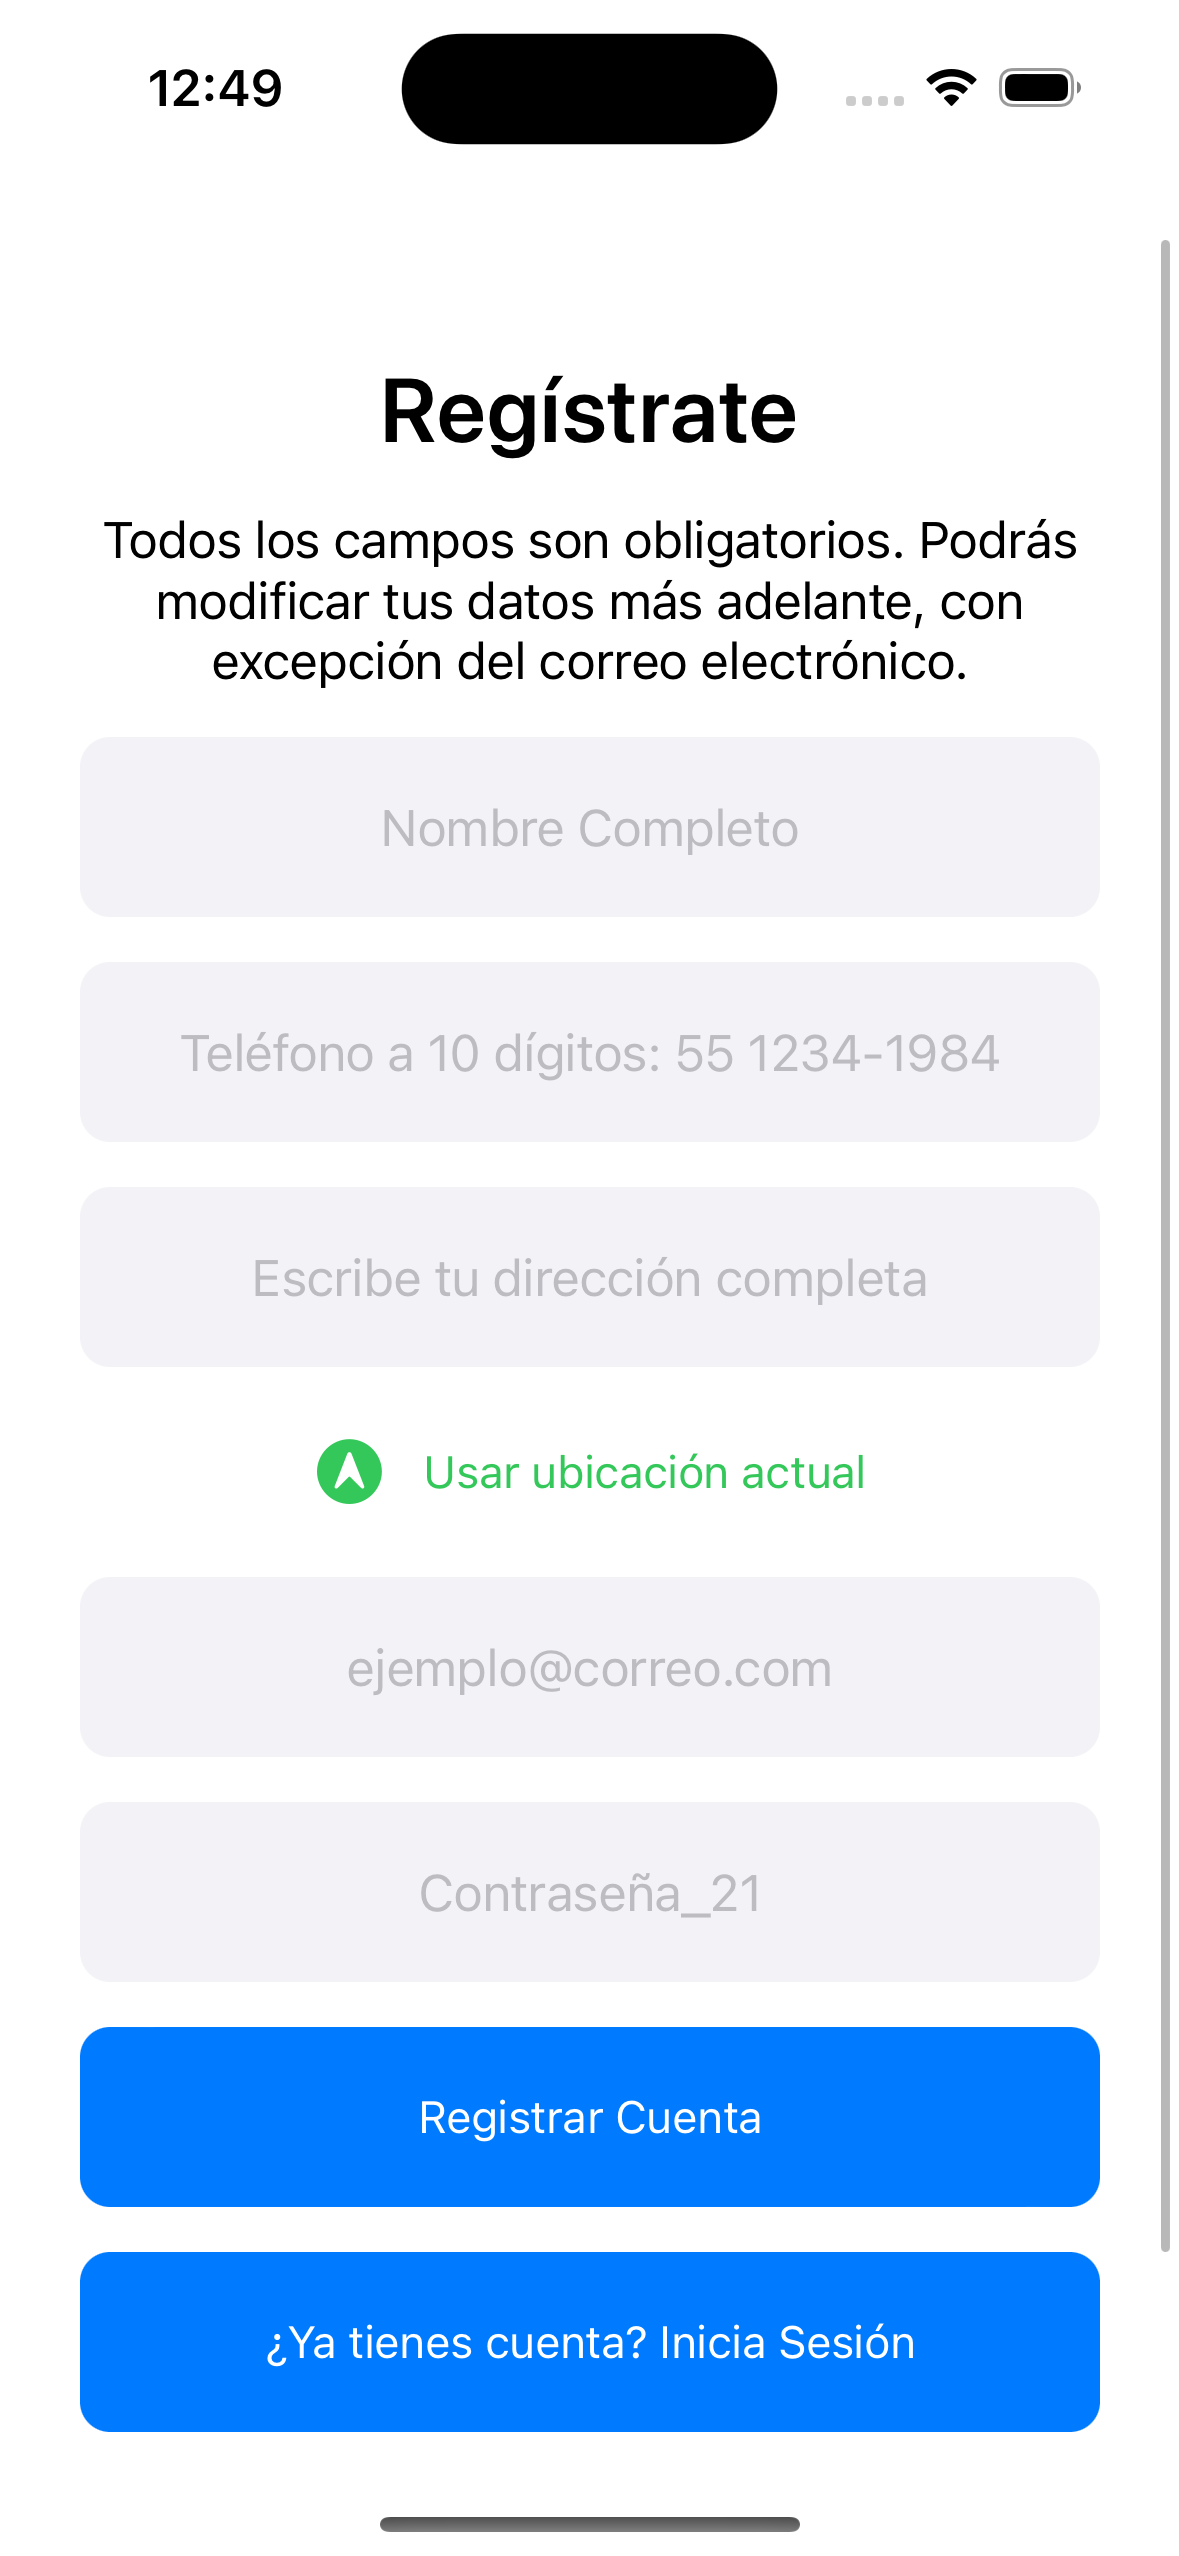 12:49
Regístrate
Todos los campos son obligatorios. Podrás
modificar tus datos más adelante, con
excepción del correo electrónico.
Nombre Completo
Teléfono a 10 dígitos: 55 1234-1984
Escribe tu dirección completa
Usar ubicación actual
ejemplo@correo.com
Contraseña_21
Registrar Cuenta
¿Ya tienes cuenta? Inicia Sesión